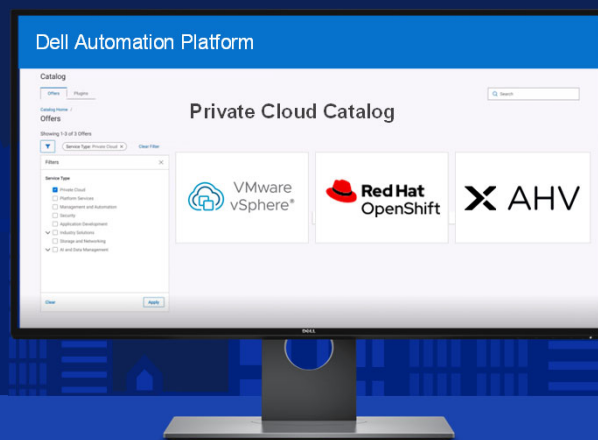 Dell Automation Platform
Catalog
Offers Plugins
Search
Catalog Home /
Offers
Private Cloud Catalog
Showing 1-3 of 3 Offers
Service Type: Private Cloud × Clear Filter
Filters ×
Service Type
Private Cloud
Platform Services
Management and Automation
Security
Application Development
Industry Solutions
Storage and Networking
AI and Data Management
Clear Apply
VMware
vSphere®
Red Hat
OpenShift
AHV
DELL